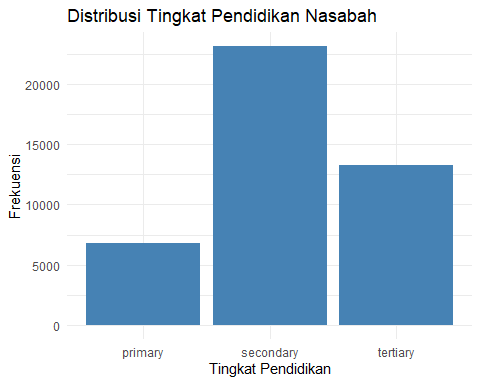 Distribusi Tingkat Pendidikan Nasabah
Frekuensi
20000
15000
10000
5000
0
primary secondary tertiary
Tingkat Pendidikan